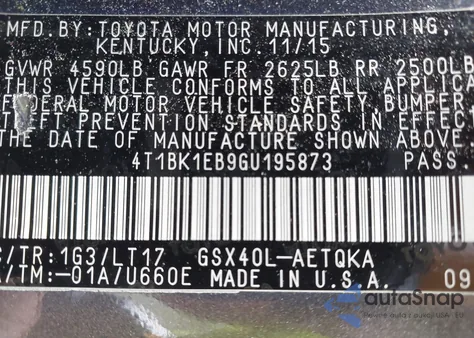 MFD.BY:TOYOTA MOTOR MANUFACTURING,
KENTUCKY,INC.11/15
GVWR 4590LB GAWR FR 2625LB RR 2500LB
THIS VEHICLE CONFORMS TO ALL APPLICA
FEDERAL MOTOR VEHICLE SAFETY,BUMPER
THEFT PREVENTION STANDARDS IN EFFEC
THE DATE OF MANUFACTURE SHOWN ABOVE.
4T1BK1EB9GU195873 PASS
C/TR:1G3/LT17 GSX40L-AETQKA
A/TM:-01A/U660E MADE IN U.S.A. 09
autoSnap